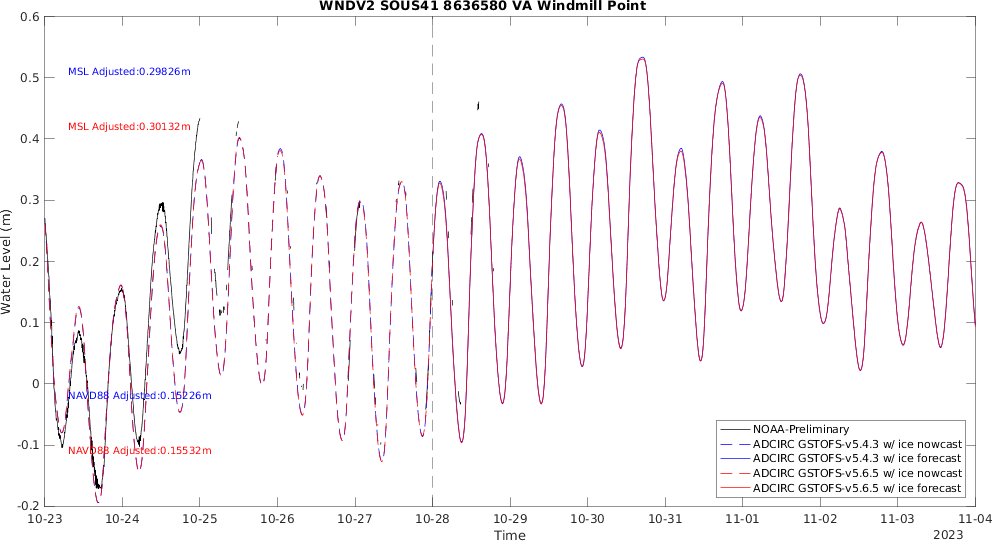 WNDV2 SOUS41 8636580 VA Windmill Point
0.6
0.5
0.4
0.3
0.2
0.1
0
-0.1
-0.2
Water Level (m)
MSL Adjusted:0.29826m
MSL Adjusted:0.30132m
NAVD88 Adjusted:0.15226m
NAVD88 Adjusted:0.15532m
NOAA-Preliminary
ADCIRC GSTOFS-v5.4.3 w/ ice nowcast
ADCIRC GSTOFS-v5.4.3 w/ ice forecast
ADCIRC GSTOFS-v5.6.5 w/ ice nowcast
ADCIRC GSTOFS-v5.6.5 w/ ice forecast
10-23 10-24 10-25 10-26 10-27 10-28 10-29 10-30 10-31 11-01 11-02 11-03 11-04
Time
2023